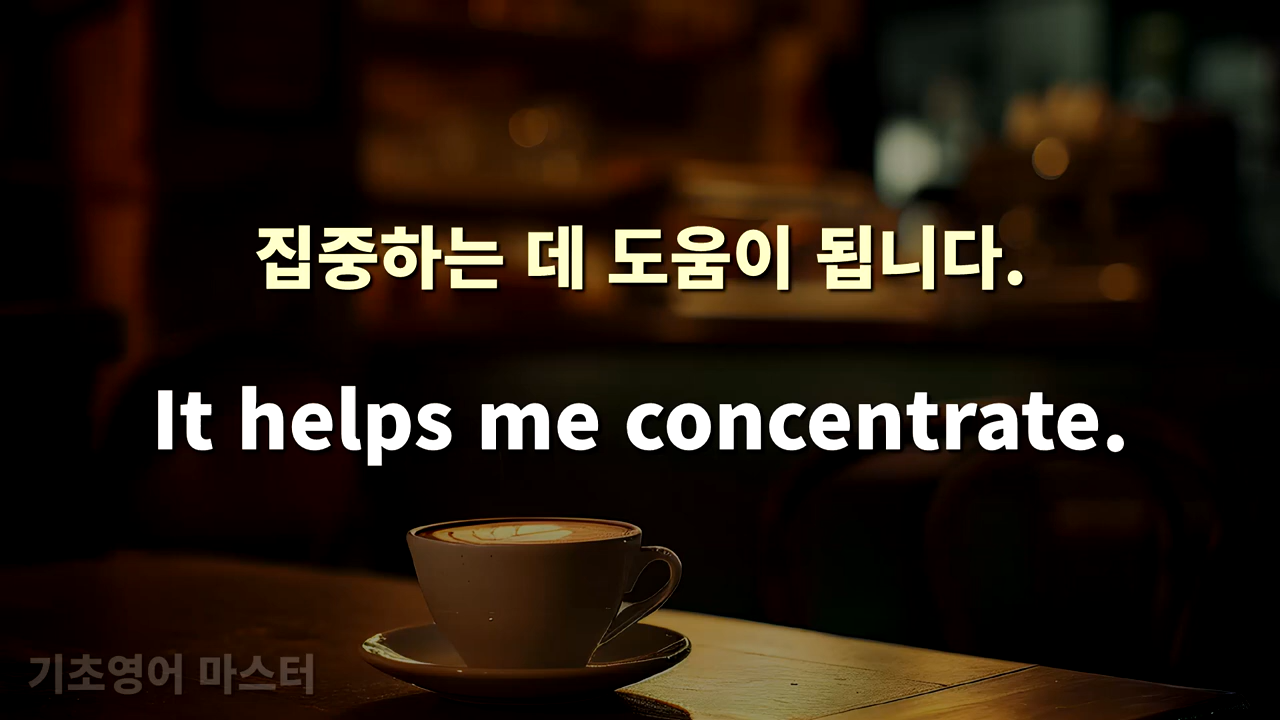 집중하는 데 도움이 됩니다.
It helps me concentrate.
기초영어 마스터